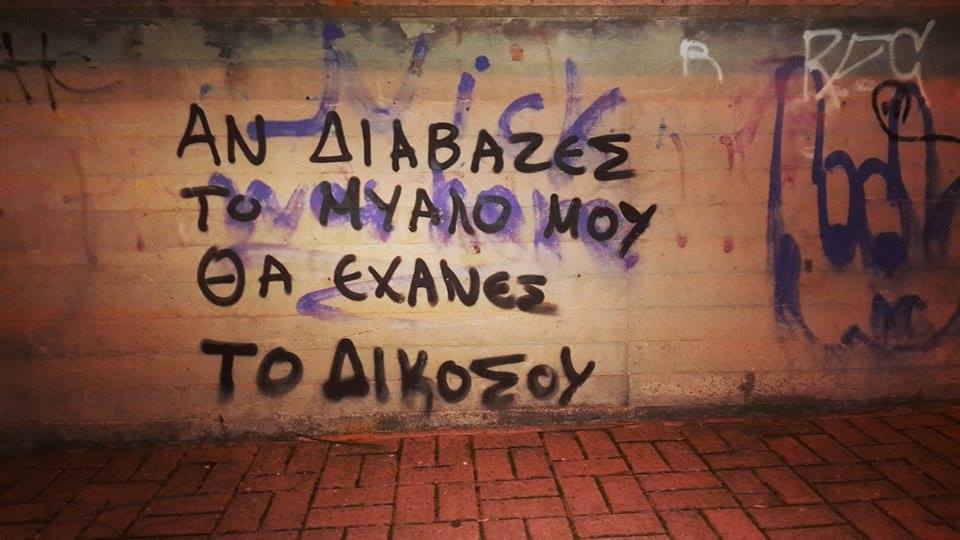 ΑΝ ΔΙΑΒΑΖΕΣ
ΤΟ ΜΥΑΛΟ ΜΟΥ
ΘΑ ΕΧΑΝΕΣ
ΤΟ ΔΙΚΟΣΟΥ